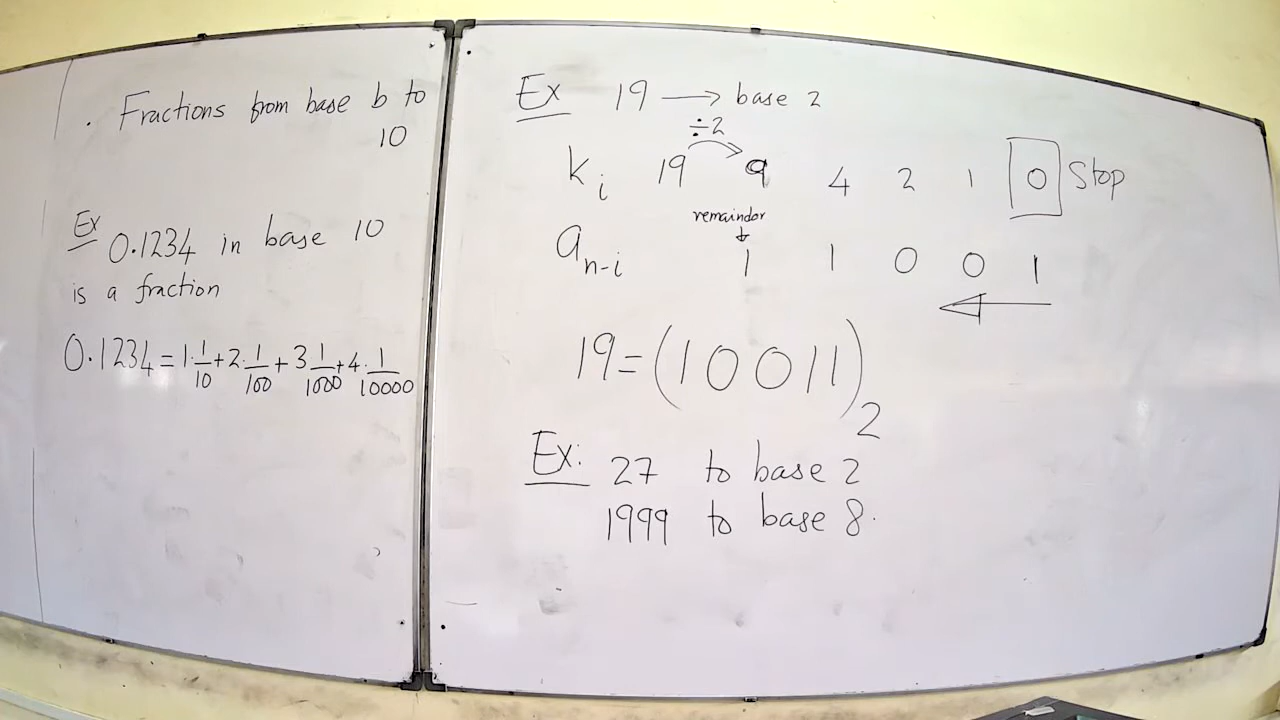 . Fractions from base b to
10
Ex
0.1234 in base 10
is a fraction
0.1234 = 1·1/10 + 2·1/100 + 3 1/1000 + 4·1/10000
Ex 19 → base 2
÷2
k_i 19 9 4 2 1 0 Stop
remaindor
↓
a_{n-i} 1 1 0 0 1
19 = (10011)_2
Ex: 27 to base 2
1999 to base 8.